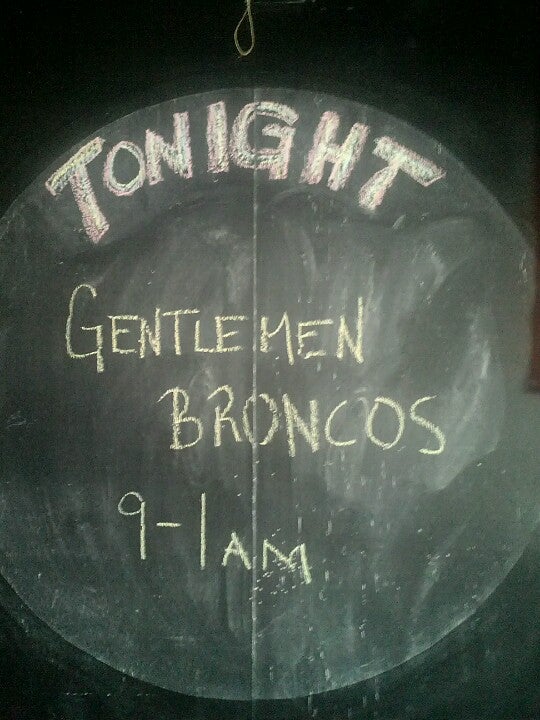 TONIGHT
GENTLEMEN
BRONCOS
9-1AM